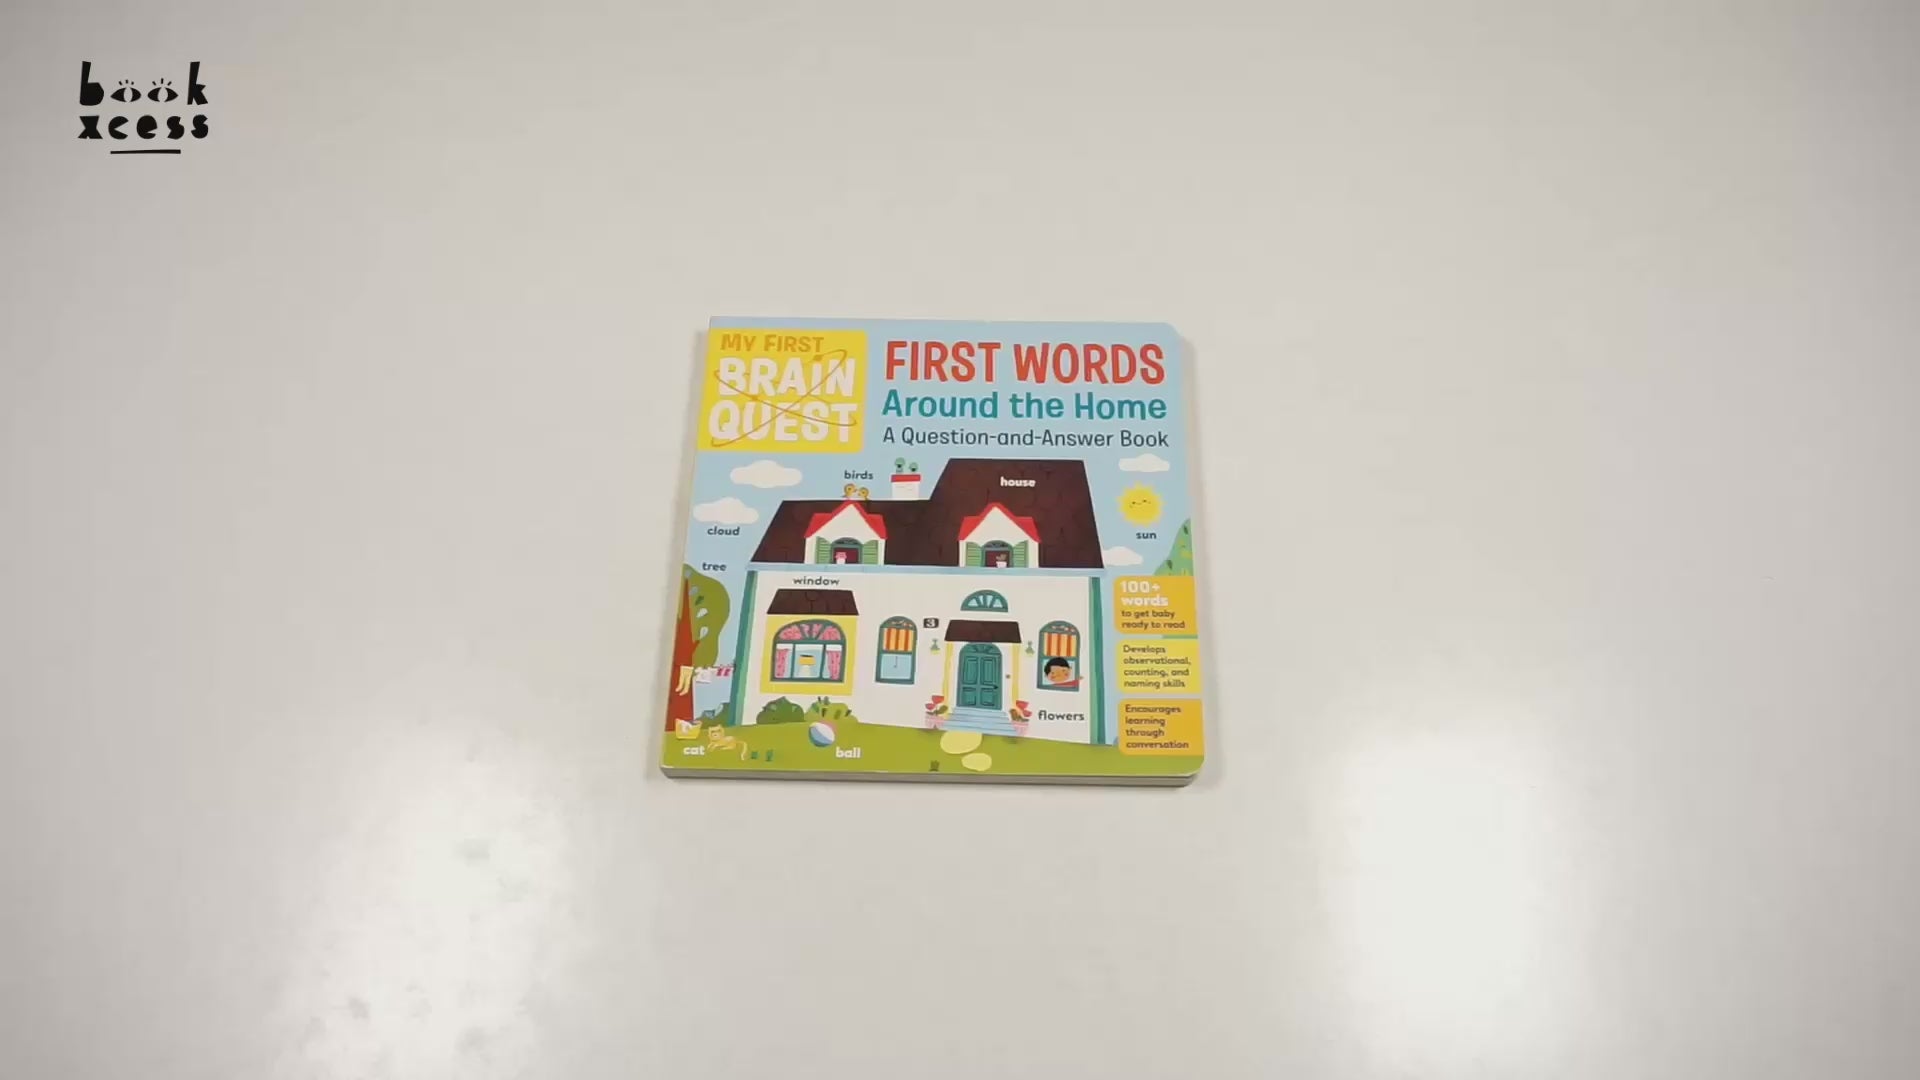 book
xcess
MY FIRST
BRAIN
QUEST
FIRST WORDS
Around the Home
A Question-and-Answer Book
birds
house
cloud
sun
tree
window
100+
words
to get baby
ready to read
3
Develops
observational,
counting, and
naming skills
Encourages
learning
through
conversation
flowers
cat
ball